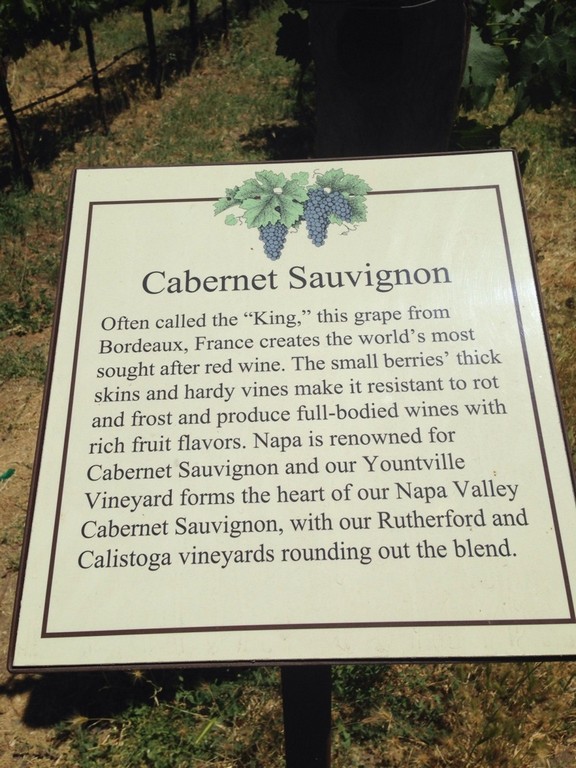 Cabernet Sauvignon
Often called the “King,” this grape from
Bordeaux, France creates the world’s most
sought after red wine. The small berries’ thick
skins and hardy vines make it resistant to rot
and frost and produce full-bodied wines with
rich fruit flavors. Napa is renowned for
Cabernet Sauvignon and our Yountville
Vineyard forms the heart of our Napa Valley
Cabernet Sauvignon, with our Rutherford and
Calistoga vineyards rounding out the blend.